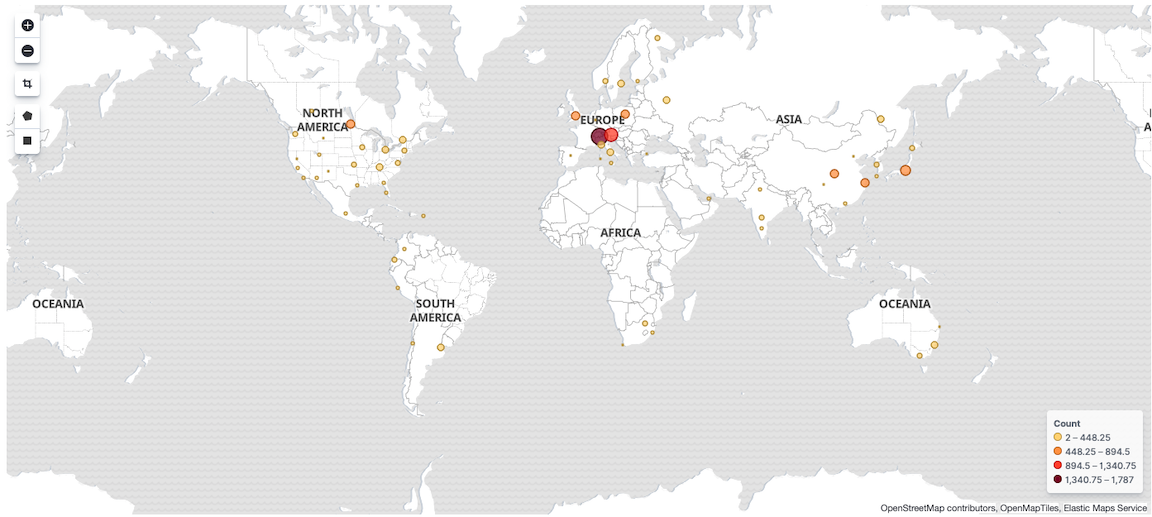 NORTH
AMERICA
EUROPE
ASIA
AFRICA
OCEANIA
SOUTH
AMERICA
OCEANIA
Count
2 – 448.25
448.25 – 894.5
894.5 – 1,340.75
1,340.75 – 1,787
OpenStreetMap contributors, OpenMapTiles, Elastic Maps Service